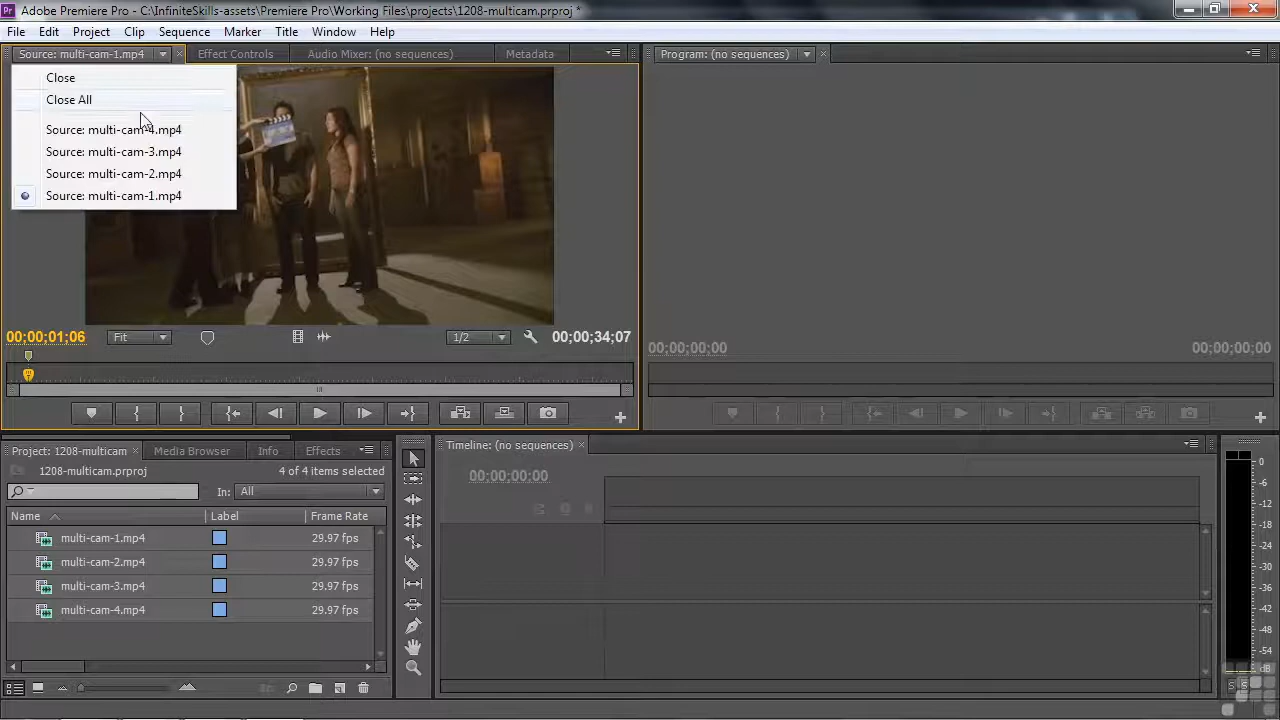 Pr Adobe Premiere Pro - C:\InfiniteSkills-assets\Premiere Pro\Working Files\projects\1208-multicam.prproj *
File Edit Project Clip Sequence Marker Title Window Help
Source: multi-cam-1.mp4 Effect Controls Audio Mixer: (no sequences) Metadata Program: (no sequences)
Close
Close All
Source: multi-cam-4.mp4
Source: multi-cam-3.mp4
Source: multi-cam-2.mp4
Source: multi-cam-1.mp4
00;00;01;06 Fit 1/2 00;00;34;07
00;00;00;00 00;00;00;00
Project: 1208-multicam Media Browser Info Effects
Timeline: (no sequences)
1208-multicam.prproj 4 of 4 items selected
00;00;00;00
In: All
Name Label Frame Rate
multi-cam-1.mp4 29.97 fps
multi-cam-2.mp4 29.97 fps
multi-cam-3.mp4 29.97 fps
multi-cam-4.mp4 29.97 fps
0
-6
-12
-18
-24
-30
-36
-42
-48
-54
dB
S S